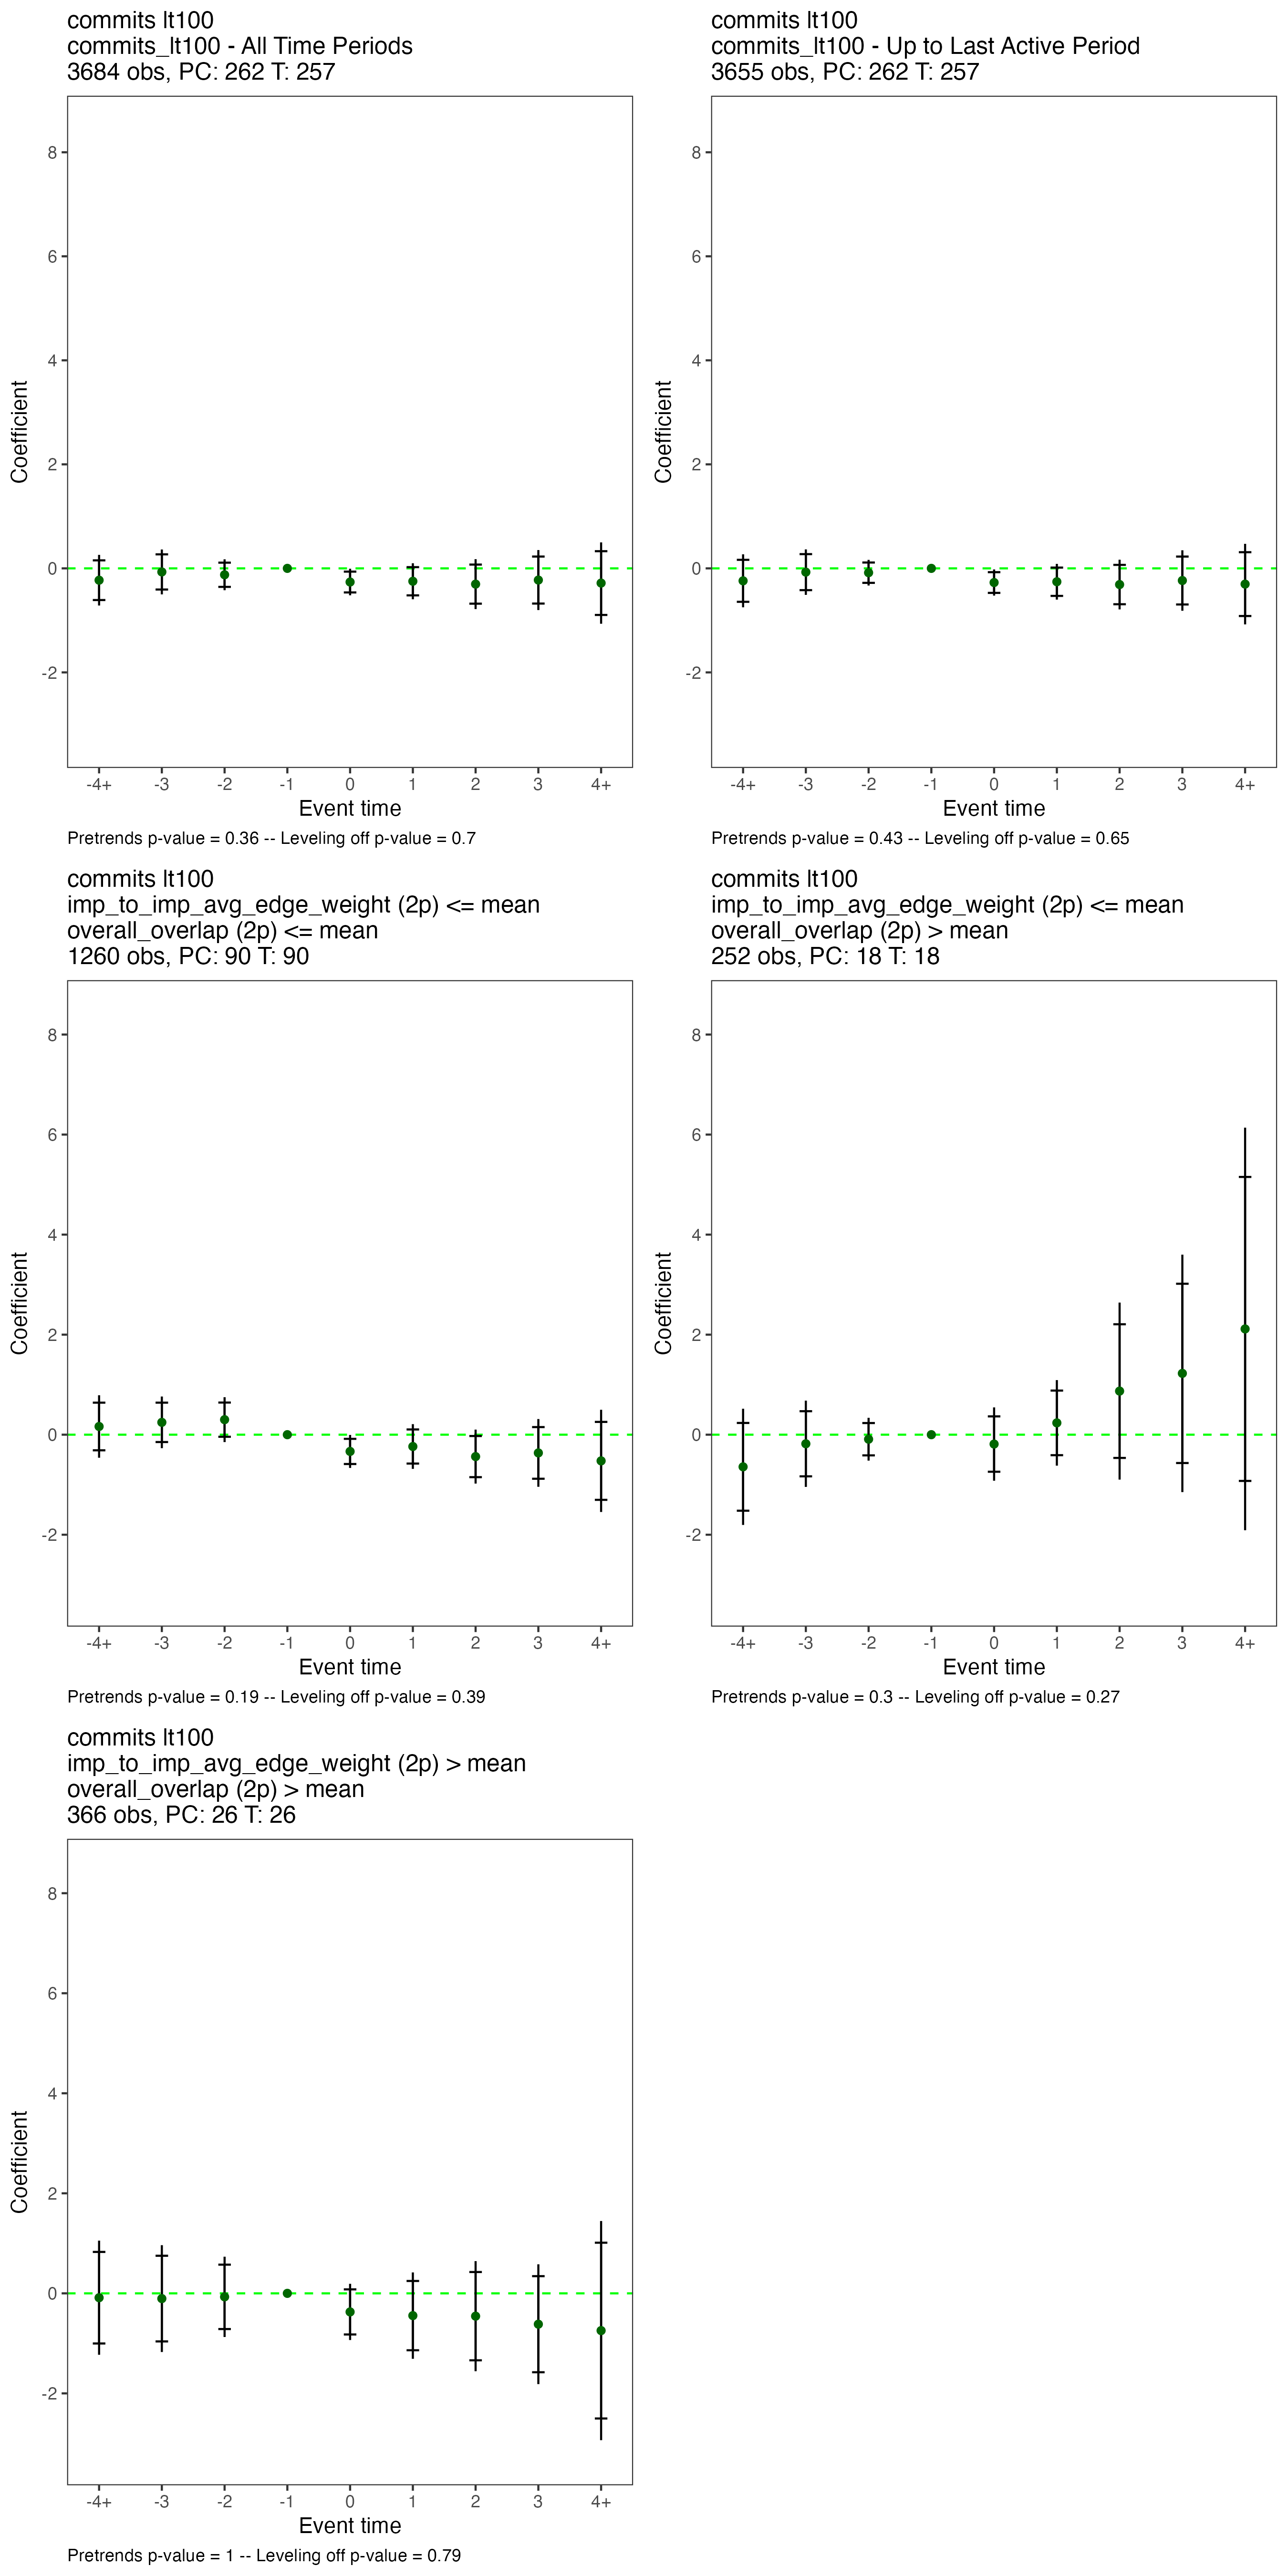 commits lt100
commits_lt100 - All Time Periods
3684 obs, PC: 262 T: 257
8
6
4
2
0
-2
Coefficient
-4+ -3 -2 -1 0 1 2 3 4+
Event time
Pretrends p-value = 0.36 -- Leveling off p-value = 0.7
commits lt100
commits_lt100 - Up to Last Active Period
3655 obs, PC: 262 T: 257
8
6
4
2
0
-2
Coefficient
-4+ -3 -2 -1 0 1 2 3 4+
Event time
Pretrends p-value = 0.43 -- Leveling off p-value = 0.65
commits lt100
imp_to_imp_avg_edge_weight (2p) <= mean
overall_overlap (2p) <= mean
1260 obs, PC: 90 T: 90
8
6
4
2
0
-2
Coefficient
-4+ -3 -2 -1 0 1 2 3 4+
Event time
Pretrends p-value = 0.19 -- Leveling off p-value = 0.39
commits lt100
imp_to_imp_avg_edge_weight (2p) <= mean
overall_overlap (2p) > mean
252 obs, PC: 18 T: 18
8
6
4
2
0
-2
Coefficient
-4+ -3 -2 -1 0 1 2 3 4+
Event time
Pretrends p-value = 0.3 -- Leveling off p-value = 0.27
commits lt100
imp_to_imp_avg_edge_weight (2p) > mean
overall_overlap (2p) > mean
366 obs, PC: 26 T: 26
8
6
4
2
0
-2
Coefficient
-4+ -3 -2 -1 0 1 2 3 4+
Event time
Pretrends p-value = 1 -- Leveling off p-value = 0.79